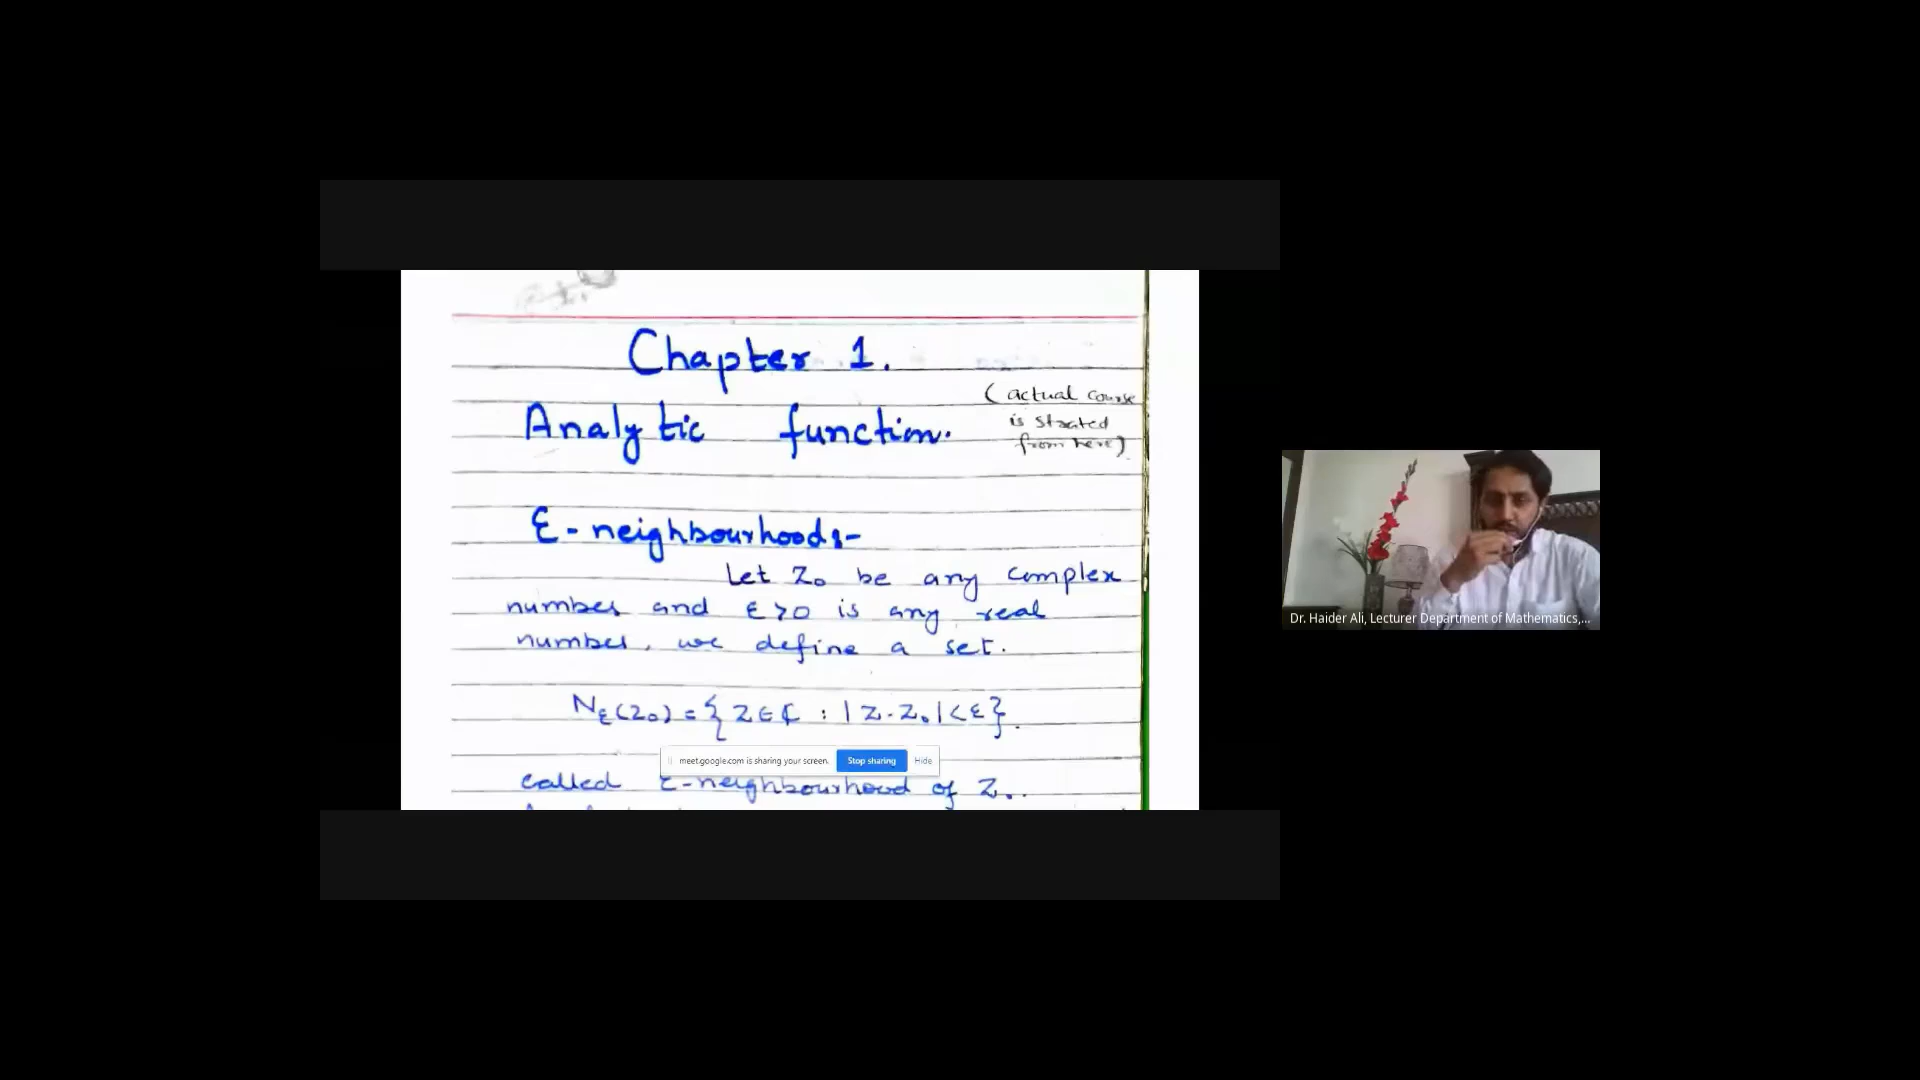 Chapter 1.
(actual course
Analytic function.
is strated
from here)
ε-neighbourhood:-
Let Z₀ be any complex
number and ε>0 is any real
number, we define a set.
Nε(Z₀) = { Z ∈ ₵ : |Z-Z₀|<ε}.
meet.google.com is sharing your screen.
Stop sharing
Hide
called ε-neighbourhood of Z₀.
Dr. Haider Ali, Lecturer Department of Mathematics,...